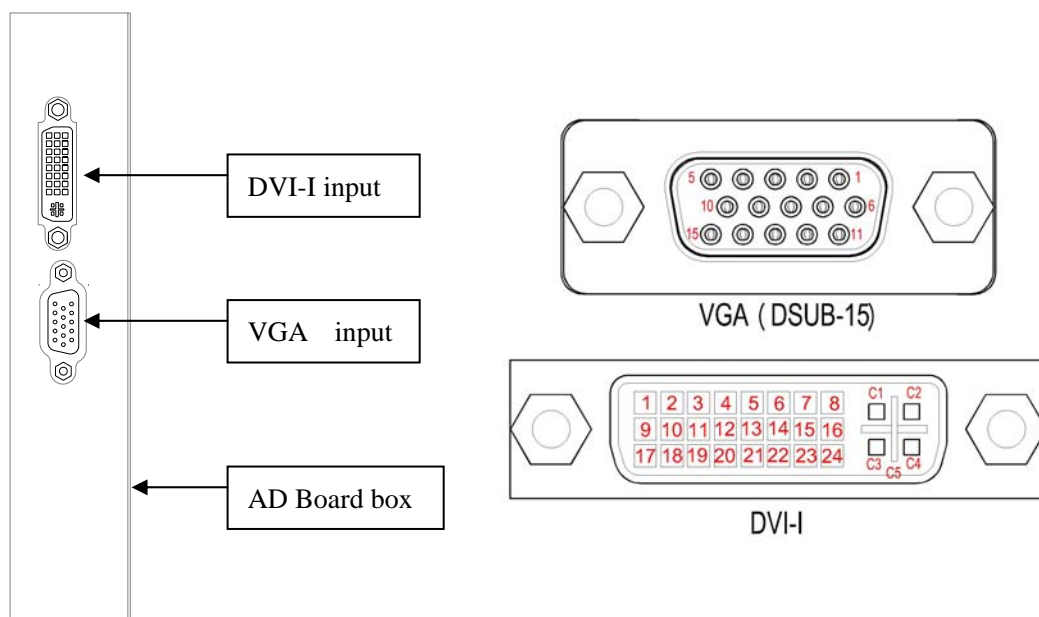 DVI-I input
VGA input
AD Board box
5 1
10 6
15 11
VGA ( DSUB-15)
1 2 3 4 5 6 7 8 C1 C2
9 10 11 12 13 14 15 16
17 18 19 20 21 22 23 24 C3 C4
C5
DVI-I